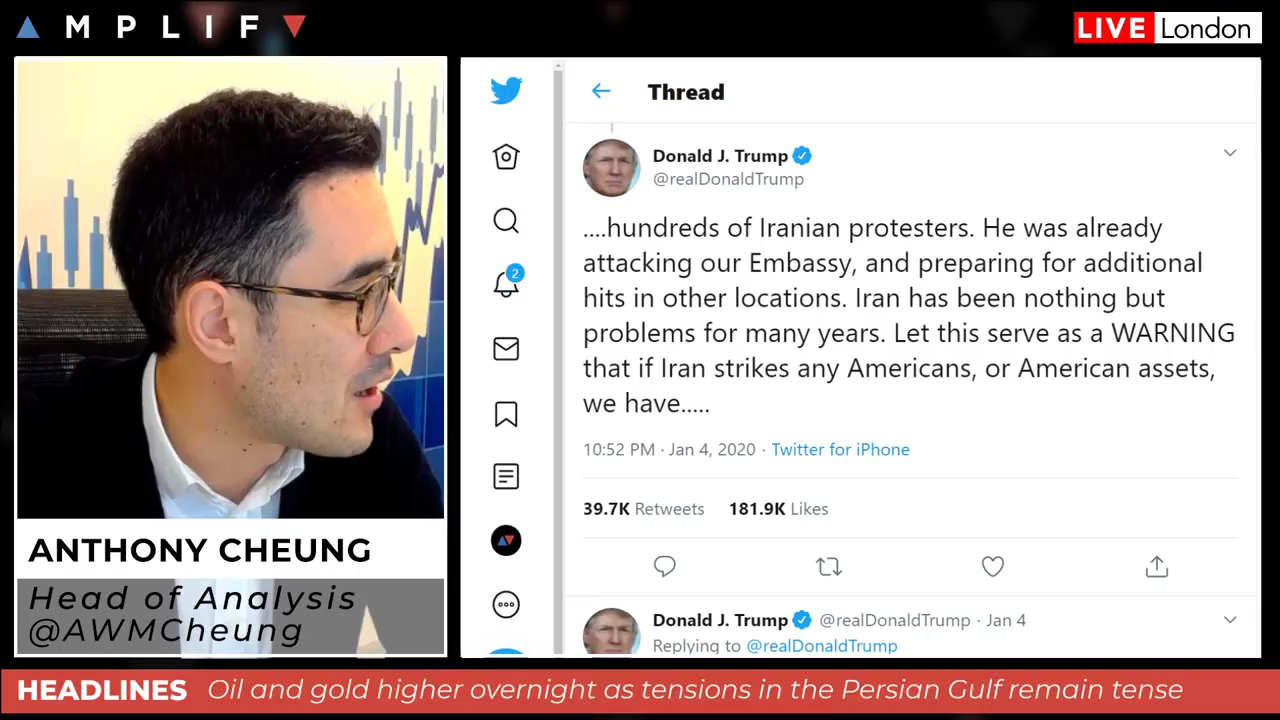 AMPLIFY
LIVE London
Thread
Donald J. Trump
@realDonaldTrump
....hundreds of Iranian protesters. He was already
attacking our Embassy, and preparing for additional
hits in other locations. Iran has been nothing but
problems for many years. Let this serve as a WARNING
that if Iran strikes any Americans, or American assets,
we have.....
10:52 PM · Jan 4, 2020 · Twitter for iPhone
39.7K Retweets 181.9K Likes
2
Donald J. Trump @realDonaldTrump · Jan 4
Replying to @realDonaldTrump
ANTHONY CHEUNG
Head of Analysis
@AWMCheung
HEADLINES Oil and gold higher overnight as tensions in the Persian Gulf remain tense